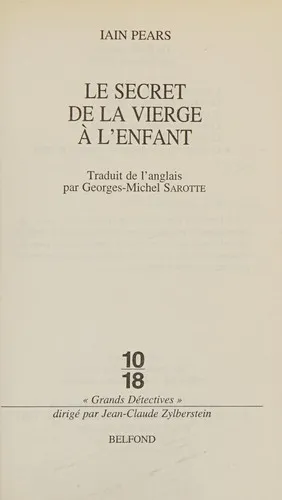 IAIN PEARS
LE SECRET
DE LA VIERGE
À L'ENFANT
Traduit de l'anglais
par Georges-Michel SAROTTE
10
18
« Grands Détectives »
dirigé par Jean-Claude Zylberstein
BELFOND